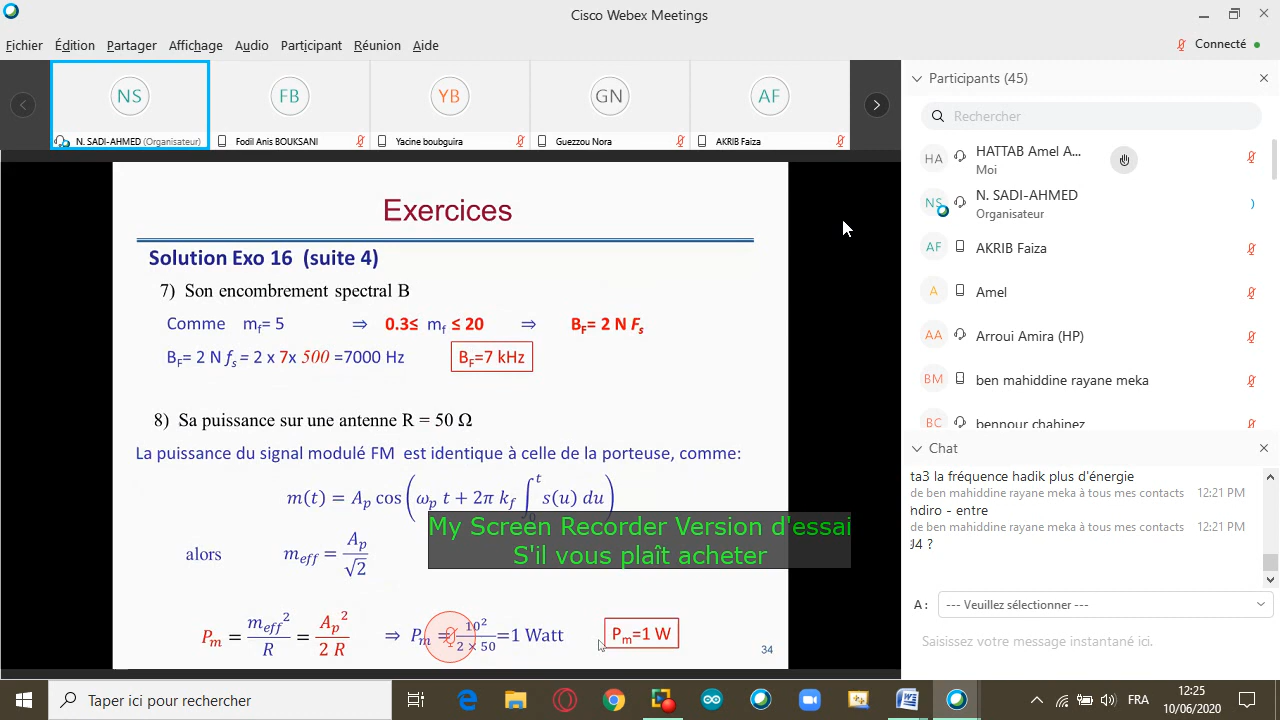 Cisco Webex Meetings
Fichier Édition Partager Affichage Audio Participant Réunion Aide
Connecté
NS FB YB GN AF
N. SADI-AHMED (Organisateur) Fodil Anis BOUKSANI Yacine boubguira Guezzou Nora AKRIB Faiza
Exercices
Solution Exo 16 (suite 4)
7) Son encombrement spectral B
Comme m_f= 5 ⇒ 0.3≤ m_f ≤ 20 ⇒ B_F= 2 N F_s
B_F= 2 N f_s = 2 x 7x 500 =7000 Hz B_F=7 kHz
8) Sa puissance sur une antenne R = 50 Ω
La puissance du signal modulé FM est identique à celle de la porteuse, comme:
m(t) = A_p cos(ω_p t + 2π k_f ∫^t s(u) du)
My Screen Recorder Version d'essai
S'il vous plaît acheter
alors m_eff = A_p/√2
P_m = m_eff²/R = A_p²/2 R ⇒ P_m = 10²/2 × 50 =1 Watt P_m=1 W
34
Participants (45)
Rechercher
HA HATTAB Amel A...
Moi
NS N. SADI-AHMED
Organisateur
AF AKRIB Faiza
A Amel
AA Arroui Amira (HP)
BM ben mahiddine rayane meka
BC bennour chahinez
Chat
ta3 la fréquence hadik plus d'énergie
de ben mahiddine rayane meka à tous mes contacts 12:21 PM
ndiro - entre
de ben mahiddine rayane meka à tous mes contacts 12:21 PM
J4 ?
A : --- Veuillez sélectionner ---
Saisissez votre message instantané ici.
Taper ici pour rechercher
FRA
12:25
10/06/2020